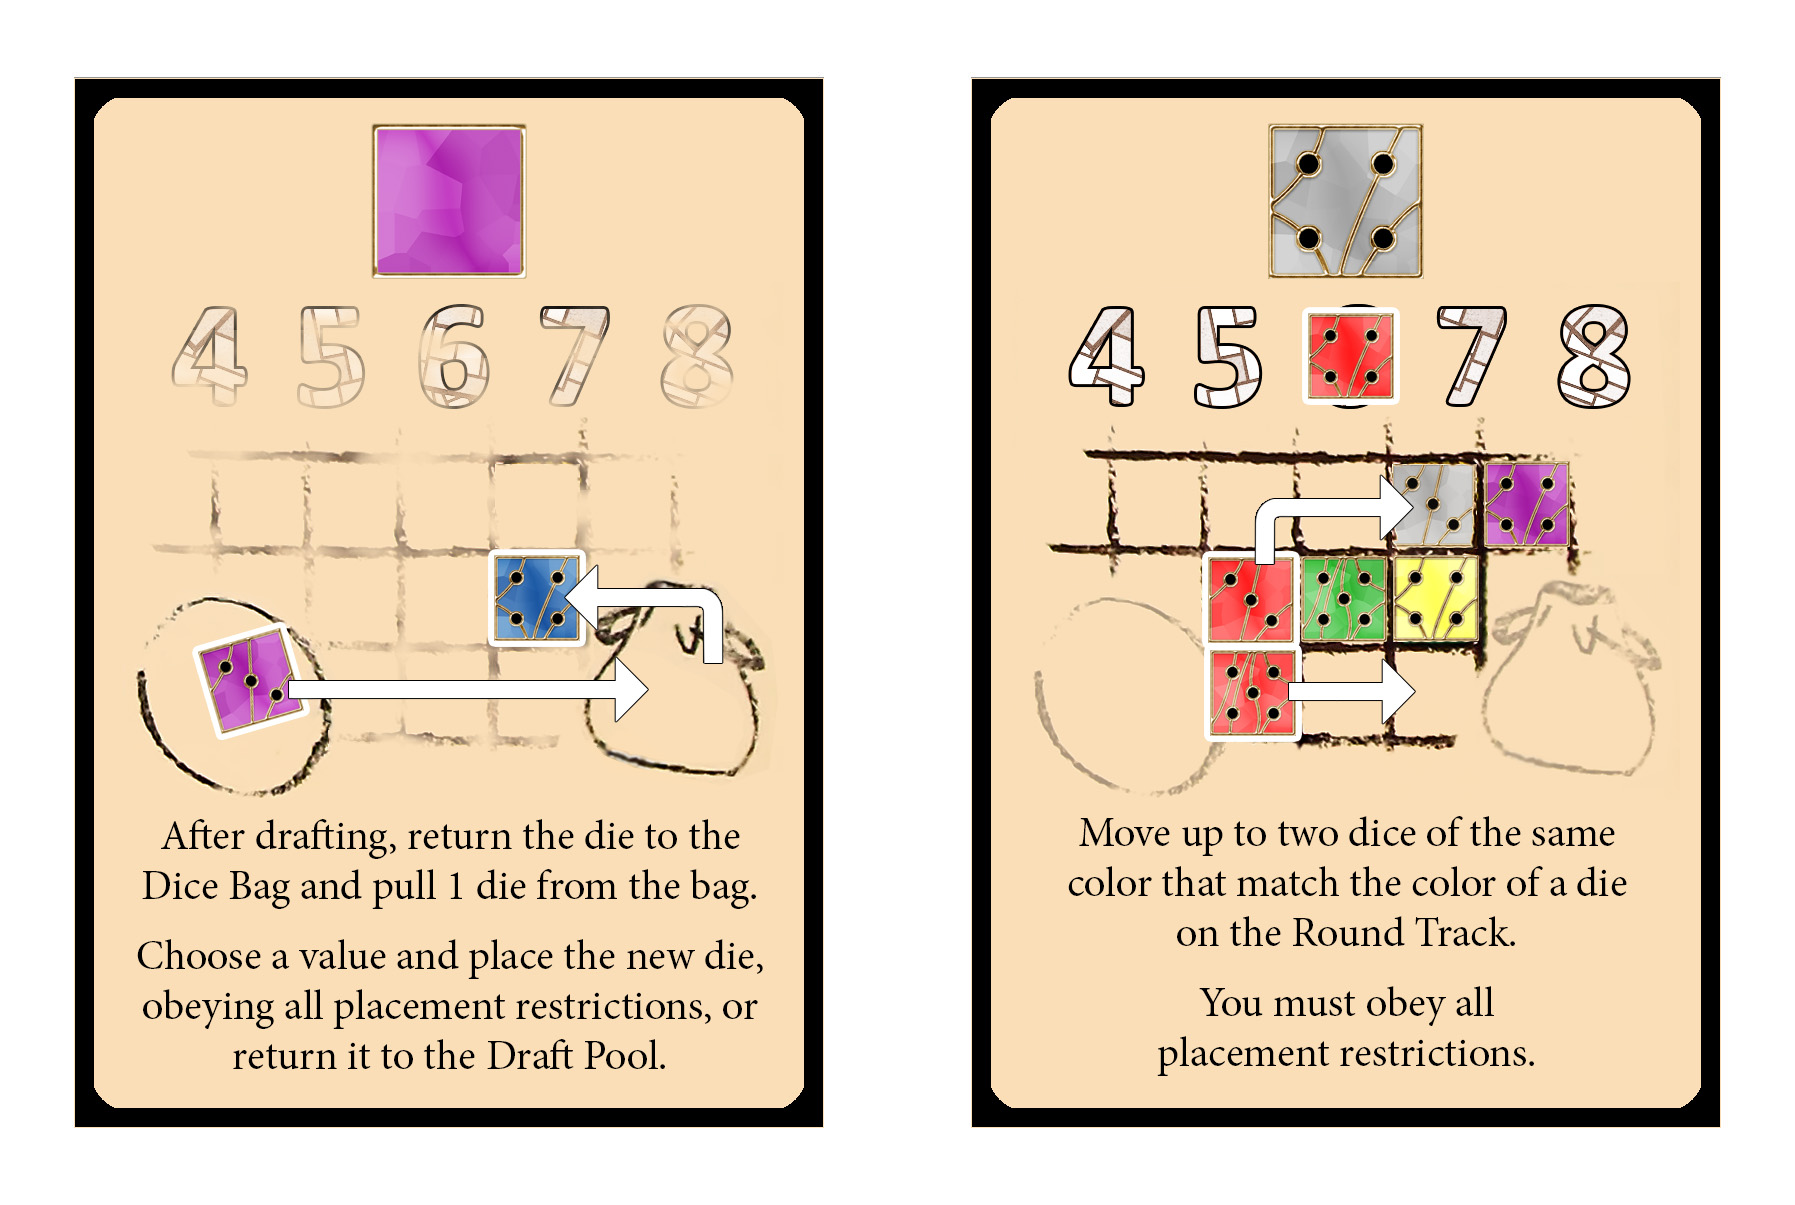 4 5 6 7 8
After drafting, return the die to the
Dice Bag and pull 1 die from the bag.
Choose a value and place the new die,
obeying all placement restrictions, or
return it to the Draft Pool.
4 5 7 8
Move up to two dice of the same
color that match the color of a die
on the Round Track.
You must obey all
placement restrictions.